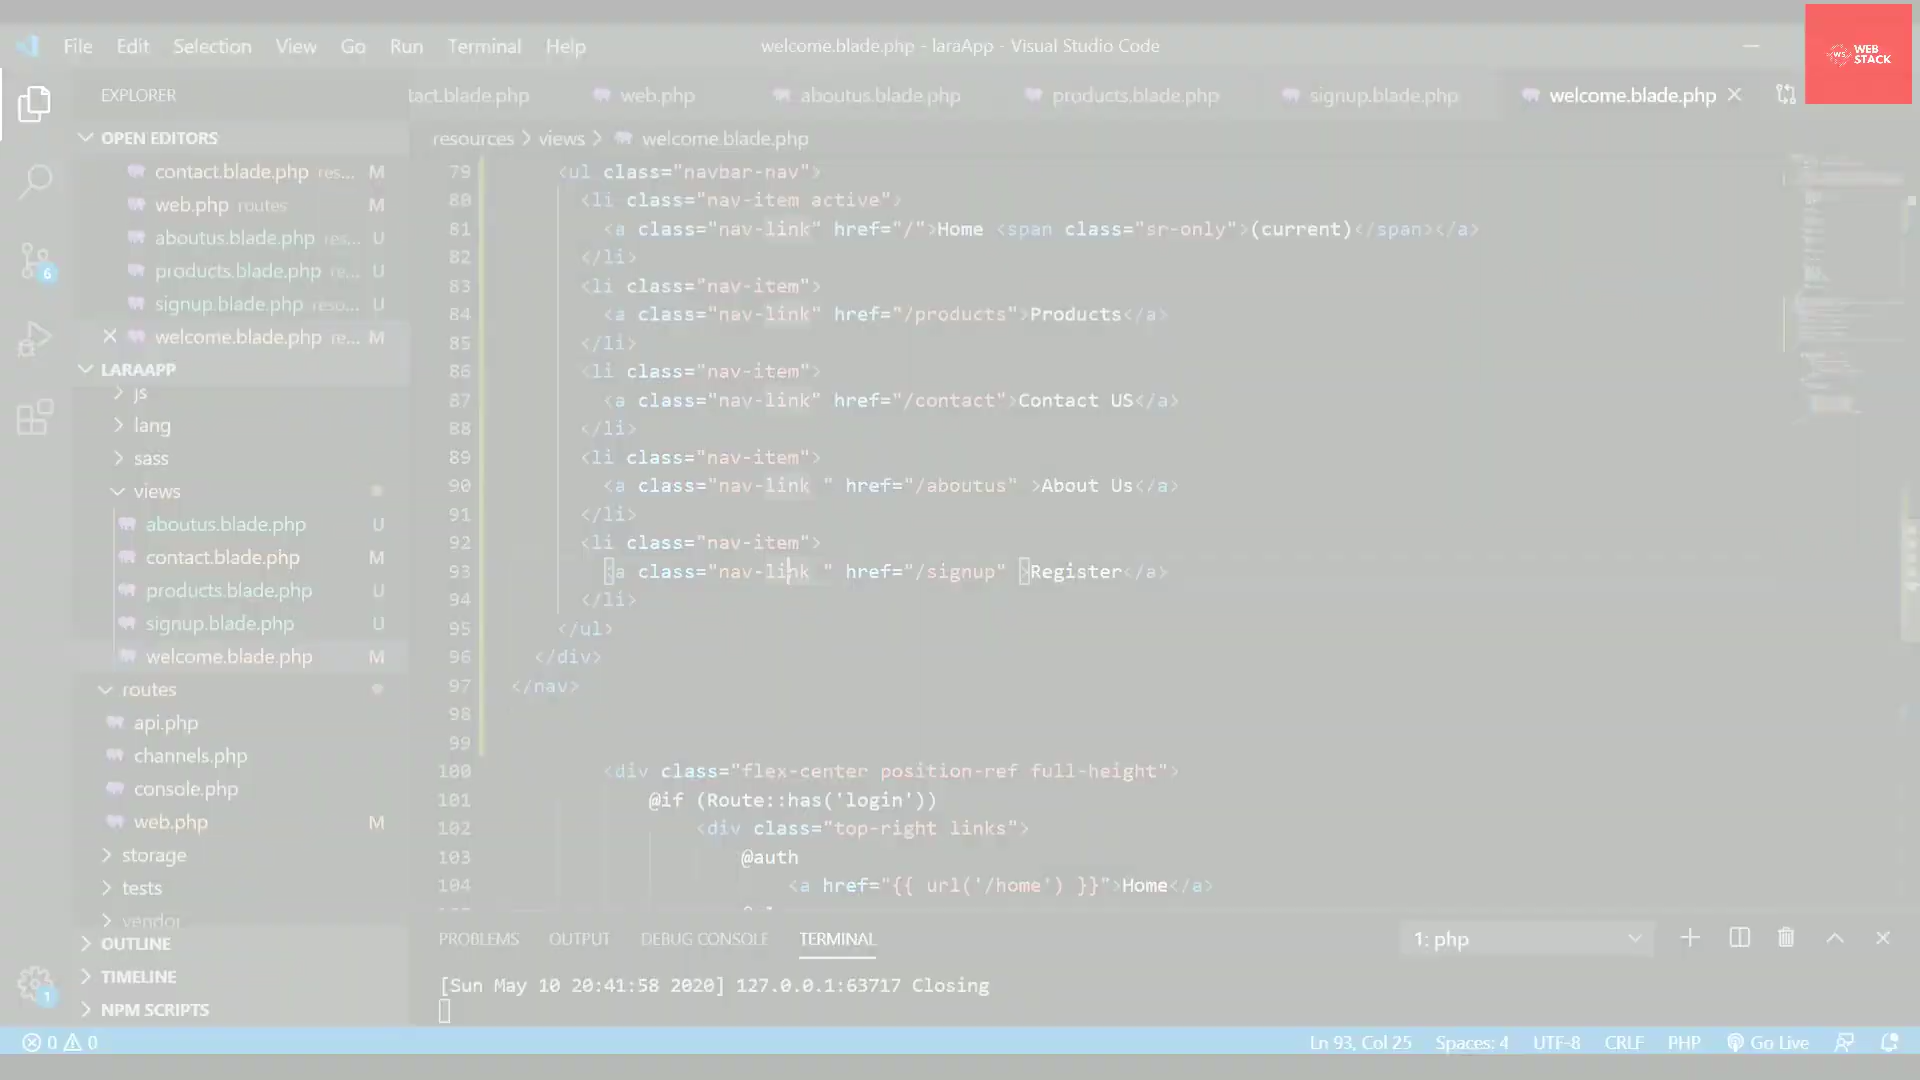 File Edit Selection View Go Run Terminal Help
welcome.blade.php - laraApp - Visual Studio Code
WS WEB STACK
EXPLORER
tact.blade.php web.php aboutus.blade.php products.blade.php signup.blade.php welcome.blade.php
OPEN EDITORS
resources > views > welcome.blade.php
contact.blade.php res... M
web.php routes M
aboutus.blade.php res... U
products.blade.php re... U
signup.blade.php reso... U
welcome.blade.php re... M
6
LARAAPP
js
lang
sass
views
aboutus.blade.php U
contact.blade.php M
products.blade.php U
signup.blade.php U
welcome.blade.php M
routes
api.php
channels.php
console.php
web.php M
storage
tests
vendor
OUTLINE
TIMELINE
NPM SCRIPTS
1
79 <ul class="navbar-nav">
80 <li class="nav-item active">
81 <a class="nav-link" href="/">Home <span class="sr-only">(current)</span></a>
82 </li>
83 <li class="nav-item">
84 <a class="nav-link" href="/products">Products</a>
85 </li>
86 <li class="nav-item">
87 <a class="nav-link" href="/contact">Contact US</a>
88 </li>
89 <li class="nav-item">
90 <a class="nav-link " href="/aboutus" >About Us</a>
91 </li>
92 <li class="nav-item">
93 <a class="nav-link " href="/signup" >Register</a>
94 </li>
95 </ul>
96 </div>
97 </nav>
98
99
100 <div class="flex-center position-ref full-height">
101 @if (Route::has('login'))
102 <div class="top-right links">
103 @auth
104 <a href="{{ url('/home') }}">Home</a>
PROBLEMS OUTPUT DEBUG CONSOLE TERMINAL
1: php
[Sun May 10 20:41:58 2020] 127.0.0.1:63717 Closing
0 0
Ln 93, Col 25 Spaces: 4 UTF-8 CRLF PHP Go Live